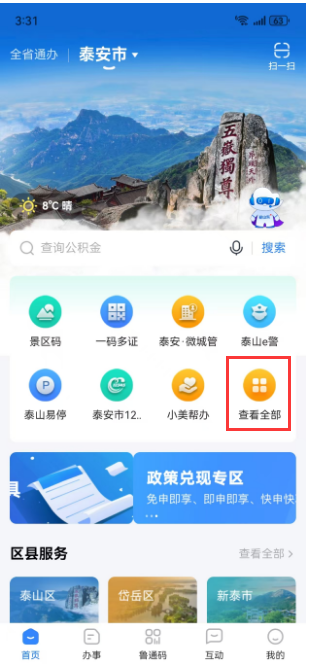 3:31
63
全省通办 泰安市
扫一扫
五嶽獨尊
8℃ 晴
查询公积金 搜索
景区码 一码多证 泰安·微城管 泰山e警
P
泰山易停 泰安市12.. 小美帮办 查看全部
政策兑现专区
免申即享、即申即享、快申快
...
区县服务 查看全部 >
泰山区 岱岳区 新泰市
首页 办事 鲁通码 互动 我的